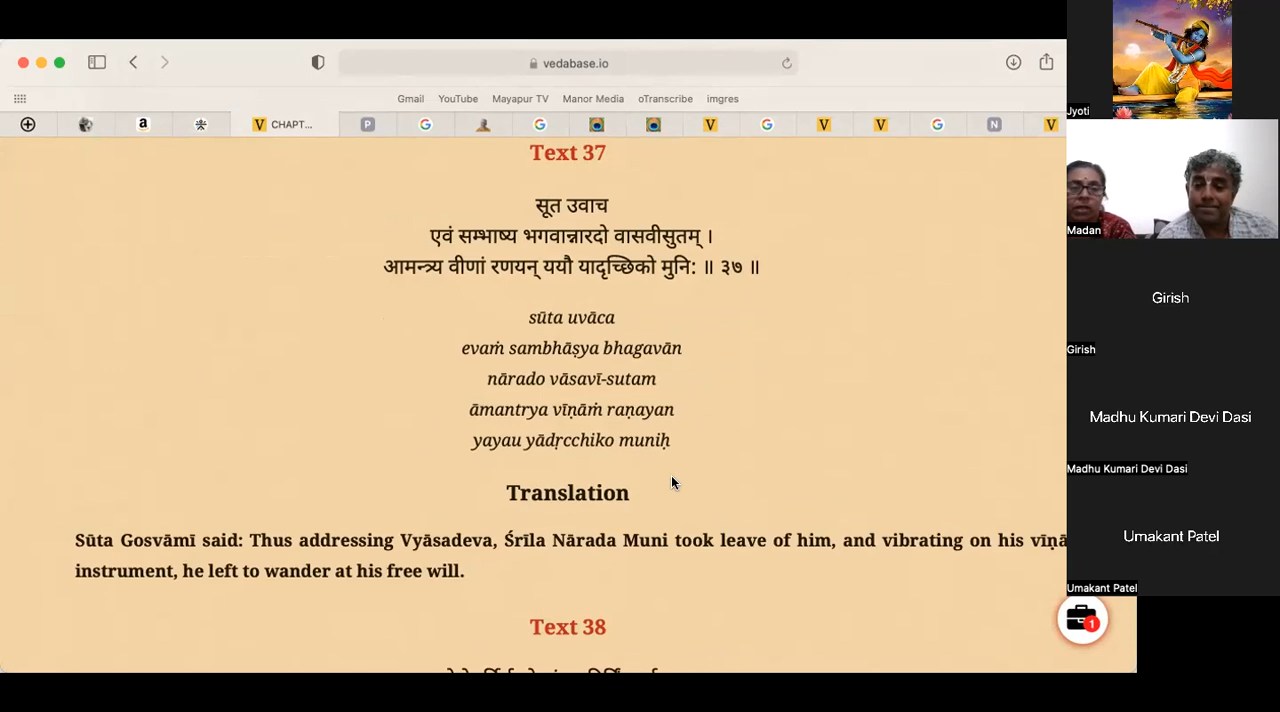 vedabase.io
Gmail YouTube Mayapur TV Manor Media oTranscribe imgres
CHAPT...
Text 37
सूत उवाच
एवं सम्भाष्य भगवान्नारदो वासवीसुतम् ।
आमन्त्र्य वीणां रणयन् ययौ यादृच्छिको मुनि: ॥ ३७ ॥
sūta uvāca
evaṁ sambhāṣya bhagavān
nārado vāsavī-sutam
āmantrya vīṇāṁ raṇayan
yayau yādṛcchiko muniḥ
Translation
Sūta Gosvāmī said: Thus addressing Vyāsadeva, Śrīla Nārada Muni took leave of him, and vibrating on his vīṇā
instrument, he left to wander at his free will.
Text 38
1
Jyoti
Madan
Girish
Girish
Madhu Kumari Devi Dasi
Madhu Kumari Devi Dasi
Umakant Patel
Umakant Patel